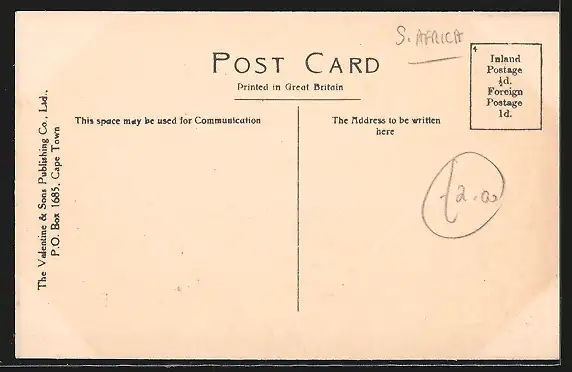 S. AFRICA
POST CARD
Printed in Great Britain
4
Inland
Postage
½d.
Foreign
Postage
1d.
This space may be used for Communication
The Address to be written
here
The Valentine & Sons Publishing Co., Ltd.,
P.O. Box 1685, Cape Town